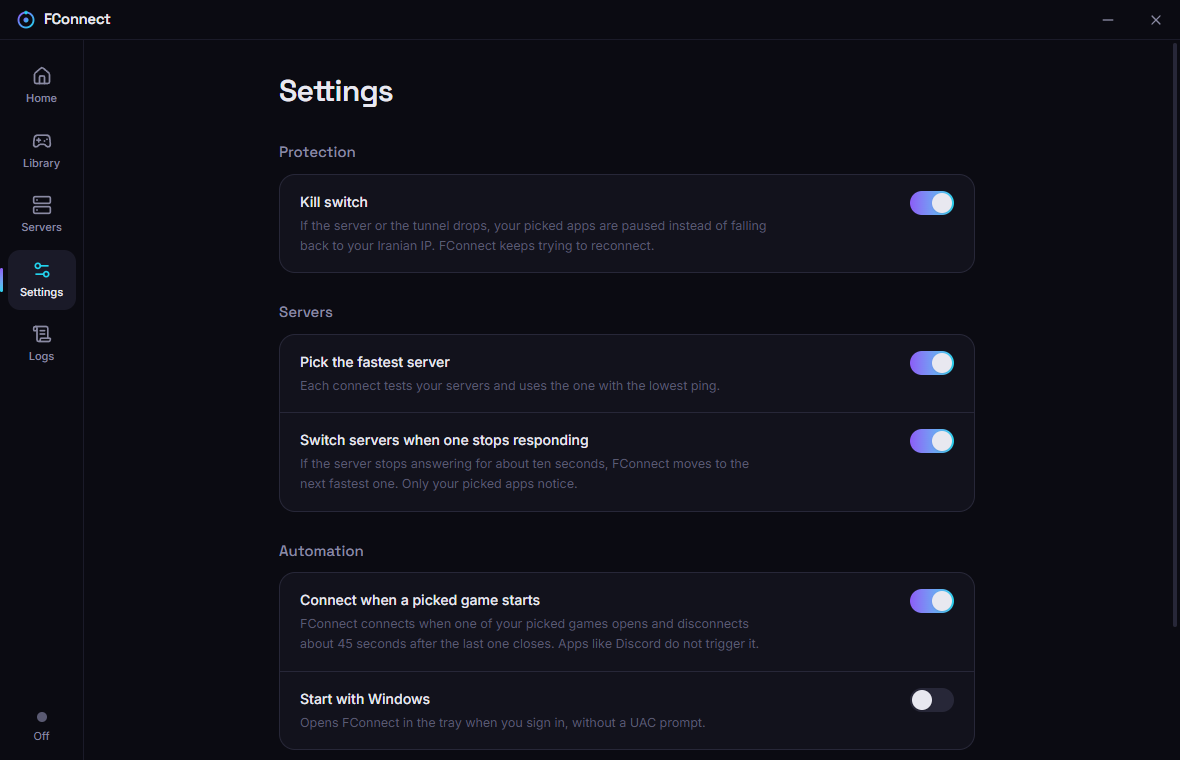 FConnect
Home
Library
Servers
Settings
Logs
Off
Settings
Protection
Kill switch
If the server or the tunnel drops, your picked apps are paused instead of falling
back to your Iranian IP. FConnect keeps trying to reconnect.
Servers
Pick the fastest server
Each connect tests your servers and uses the one with the lowest ping.
Switch servers when one stops responding
If the server stops answering for about ten seconds, FConnect moves to the
next fastest one. Only your picked apps notice.
Automation
Connect when a picked game starts
FConnect connects when one of your picked games opens and disconnects
about 45 seconds after the last one closes. Apps like Discord do not trigger it.
Start with Windows
Opens FConnect in the tray when you sign in, without a UAC prompt.